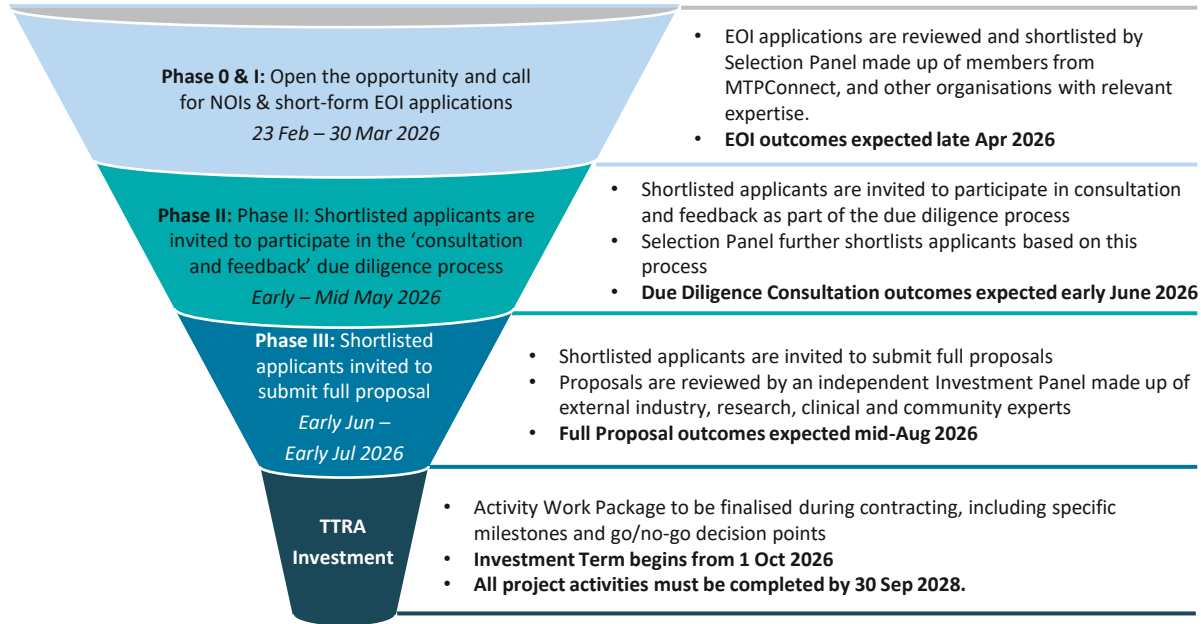 Phase 0 & I: Open the opportunity and call
for NOIs & short-form EOI applications
23 Feb – 30 Mar 2026
• EOI applications are reviewed and shortlisted by
Selection Panel made up of members from
MTPConnect, and other organisations with relevant
expertise.
• EOI outcomes expected late Apr 2026
Phase II: Phase II: Shortlisted applicants are
invited to participate in the ‘consultation
and feedback’ due diligence process
Early – Mid May 2026
• Shortlisted applicants are invited to participate in consultation
and feedback as part of the due diligence process
• Selection Panel further shortlists applicants based on this
process
• Due Diligence Consultation outcomes expected early June 2026
Phase III: Shortlisted
applicants invited to
submit full proposal
Early Jun –
Early Jul 2026
• Shortlisted applicants are invited to submit full proposals
• Proposals are reviewed by an independent Investment Panel made up of
external industry, research, clinical and community experts
• Full Proposal outcomes expected mid-Aug 2026
TTRA
Investment
• Activity Work Package to be finalised during contracting, including specific
milestones and go/no-go decision points
• Investment Term begins from 1 Oct 2026
• All project activities must be completed by 30 Sep 2028.